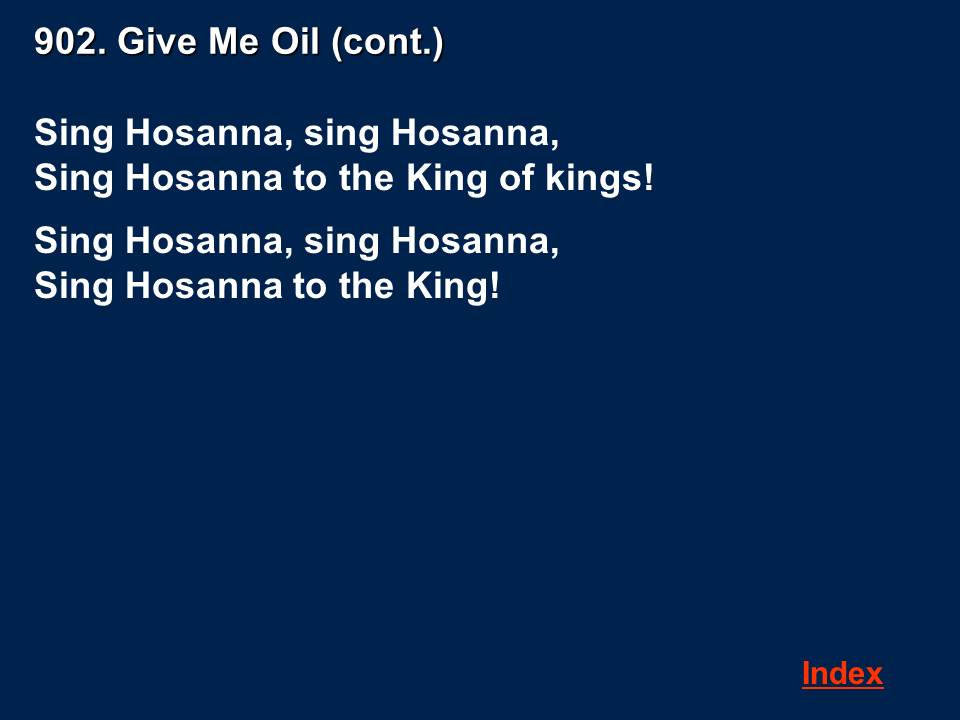 902. Give Me Oil (cont.)
Sing Hosanna, sing Hosanna,
Sing Hosanna to the King of kings!
Sing Hosanna, sing Hosanna,
Sing Hosanna to the King!
Index